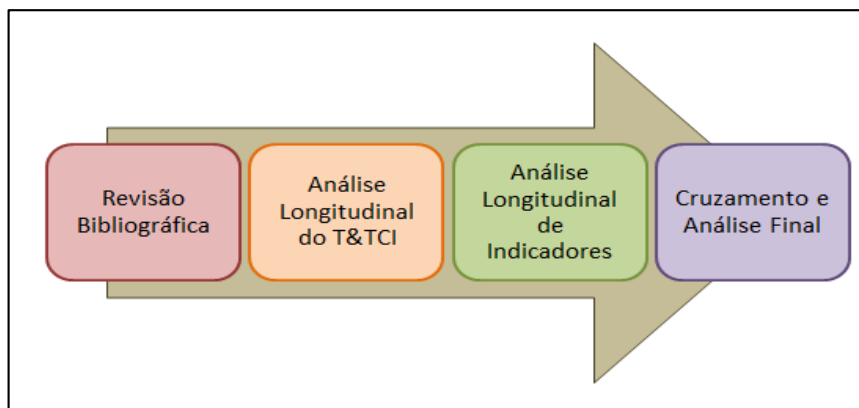 Revisão
Bibliográfica
Análise
Longitudinal
do T&TCI
Análise
Longitudinal
de
Indicadores
Cruzamento e
Análise Final